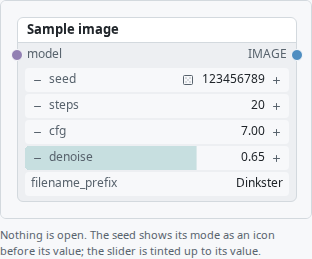 Sample image
model IMAGE
– seed 123456789 +
– steps 20 +
– cfg 7.00 +
– denoise 0.65 +
filename_prefix Dinkster
Nothing is open. The seed shows its mode as an icon
before its value; the slider is tinted up to its value.